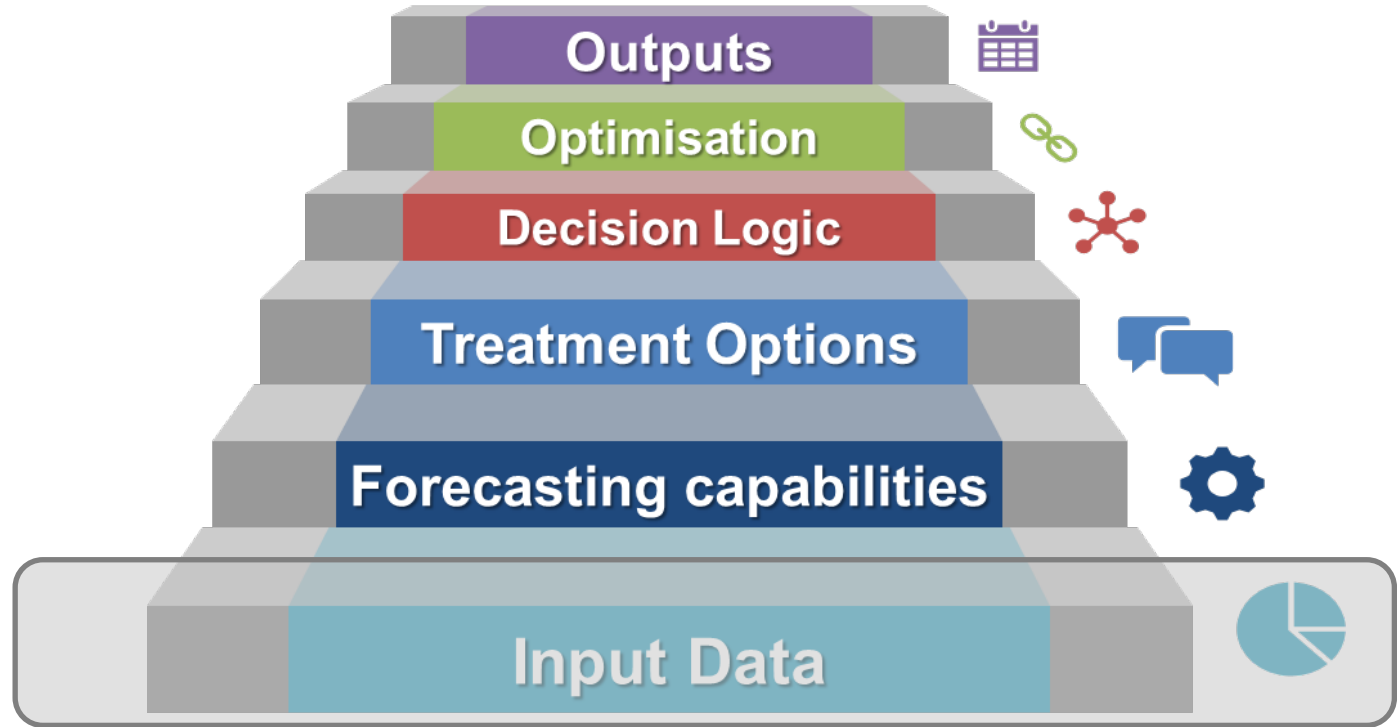 Outputs
Optimisation
Decision Logic
Treatment Options
Forecasting capabilities
Input Data